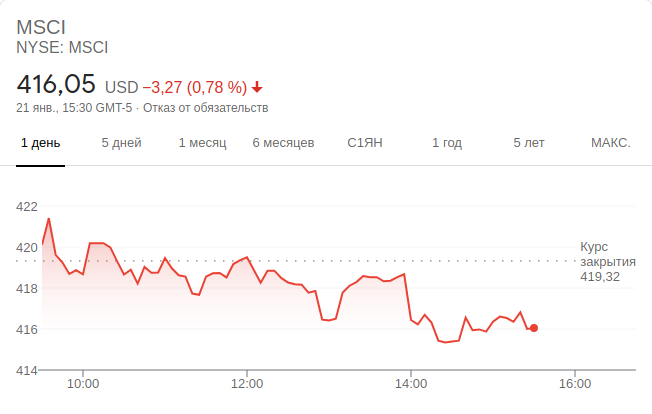 MSCI
NYSE: MSCI
416,05 USD −3,27 (0,78 %)
21 янв., 15:30 GMT-5 · Отказ от обязательств
1 день 5 дней 1 месяц 6 месяцев С1ЯН 1 год 5 лет МАКС.
422
420
418
416
414
Курс
закрытия
419,32
10:00 12:00 14:00 16:00